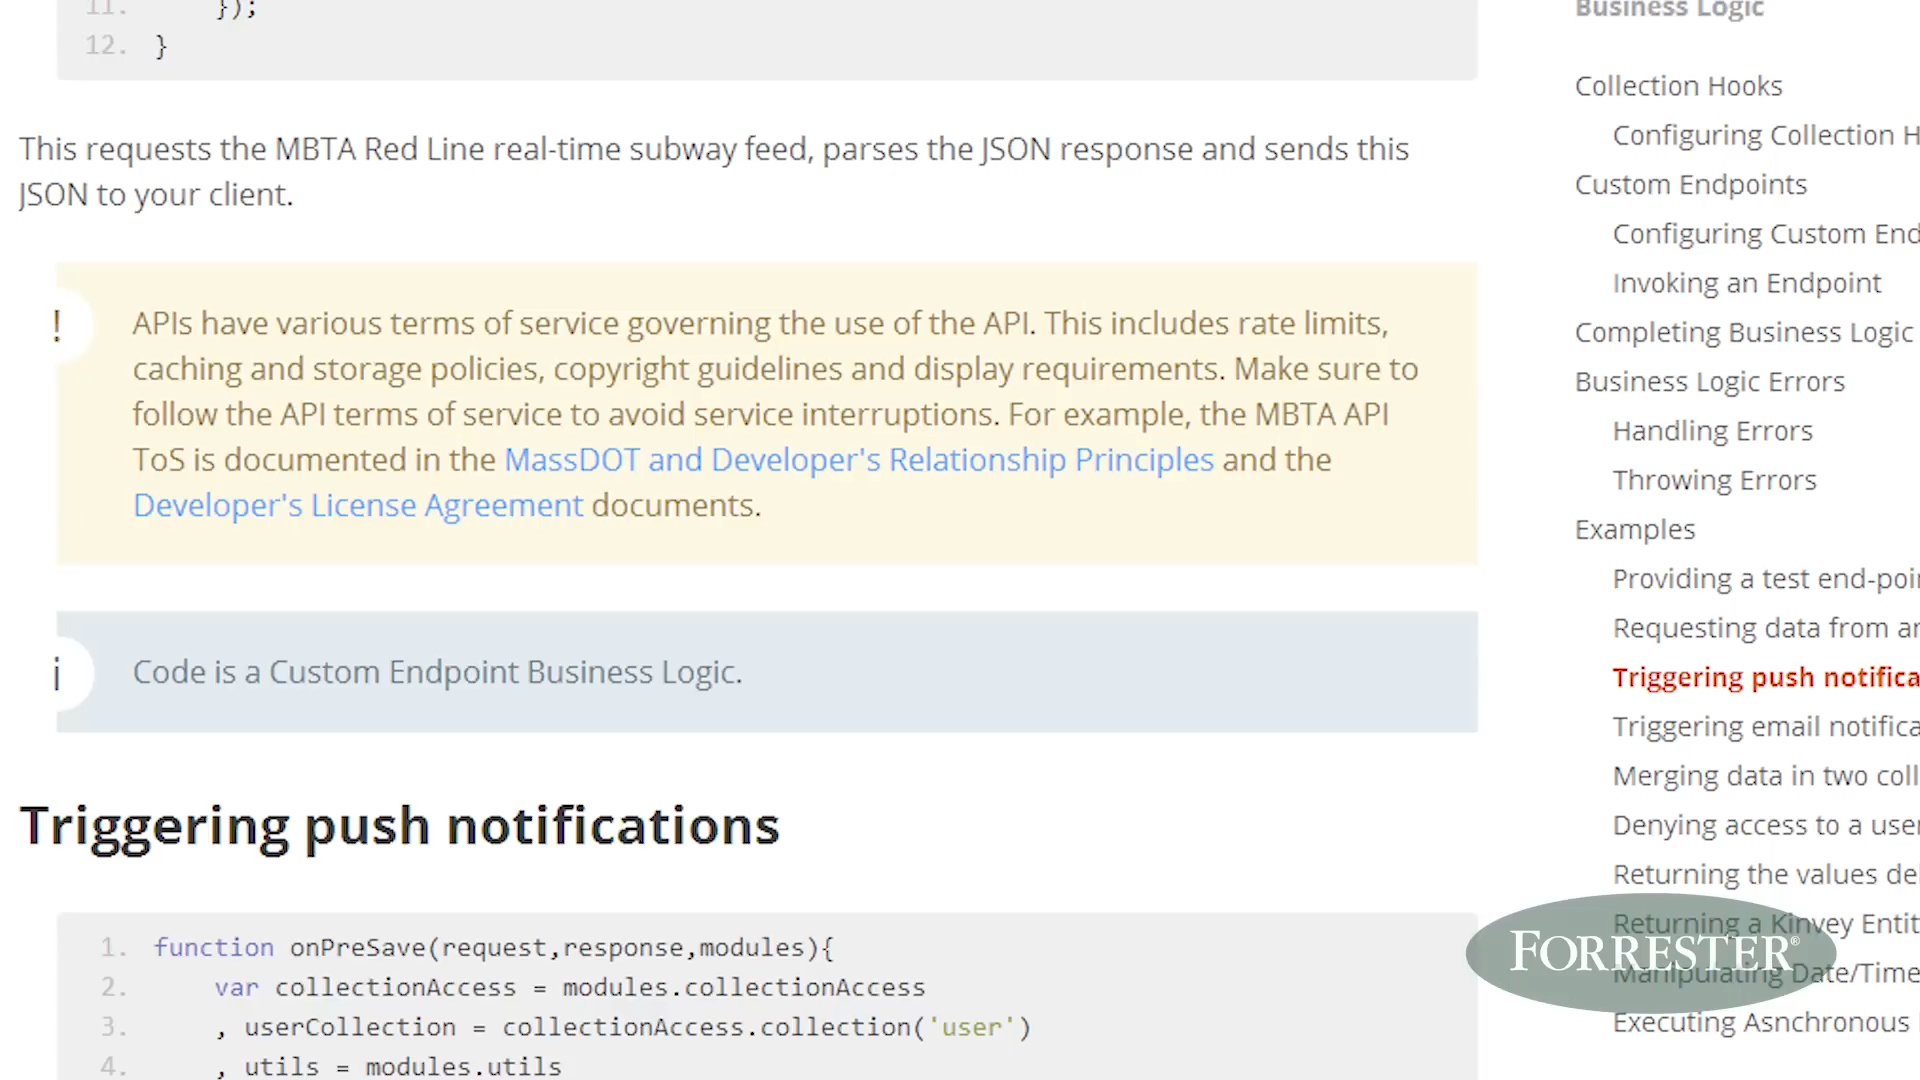 11. });
12. }
This requests the MBTA Red Line real-time subway feed, parses the JSON response and sends this
JSON to your client.
! APIs have various terms of service governing the use of the API. This includes rate limits,
caching and storage policies, copyright guidelines and display requirements. Make sure to
follow the API terms of service to avoid service interruptions. For example, the MBTA API
ToS is documented in the MassDOT and Developer's Relationship Principles and the
Developer's License Agreement documents.
i Code is a Custom Endpoint Business Logic.
Triggering push notifications
1. function onPreSave(request,response,modules){
2. var collectionAccess = modules.collectionAccess
3. , userCollection = collectionAccess.collection('user')
4. , utils = modules.utils
Business Logic
Collection Hooks
Configuring Collection H
Custom Endpoints
Configuring Custom End
Invoking an Endpoint
Completing Business Logic
Business Logic Errors
Handling Errors
Throwing Errors
Examples
Providing a test end-poi
Requesting data from a
Triggering push notifica
Triggering email notifica
Merging data in two coll
Denying access to a use
Returning the values de
Returning a Kinvey Entit
FORRESTER®
Manipulating Date/Time
Executing Asnchronous